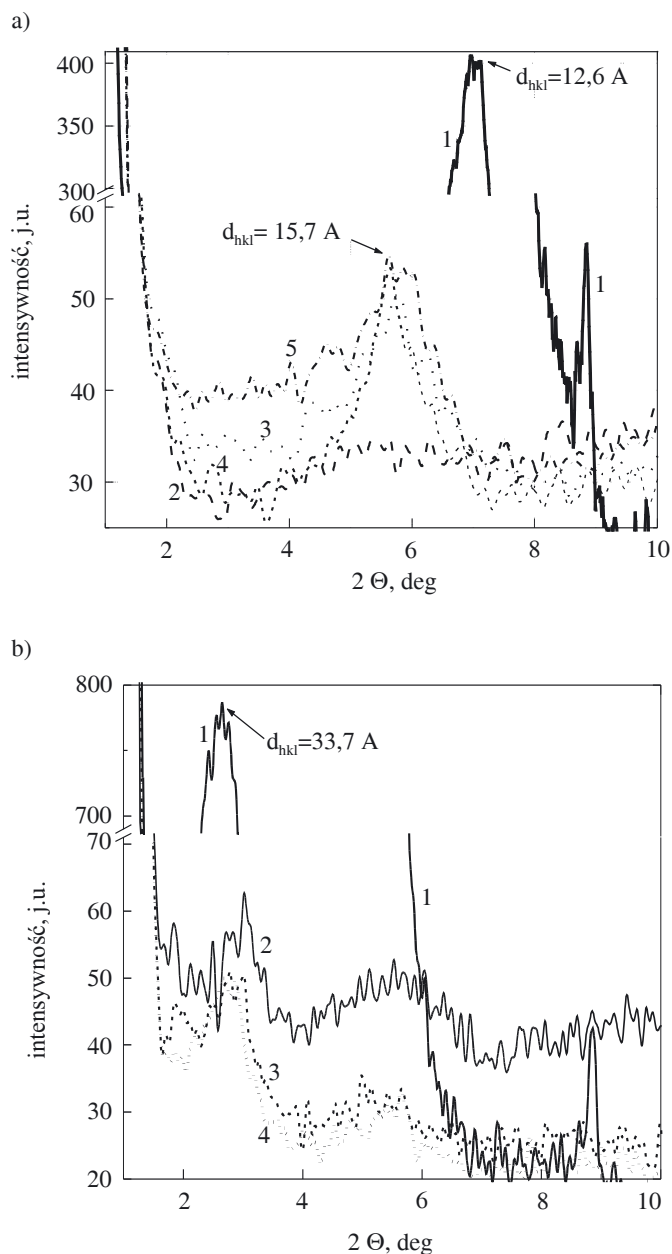 a)
400
350
300
60
50
40
30
intensywność, j.u.
d_hkl=12,6 A
1
d_hkl= 15,7 A
1
5
3
4
2
2 4 6 8 10
2 Θ, deg
b)
800
700
70
60
50
40
30
20
intensywność, j.u.
1
d_hkl=33,7 A
1
2
3
4
2 4 6 8 10
2 Θ, deg